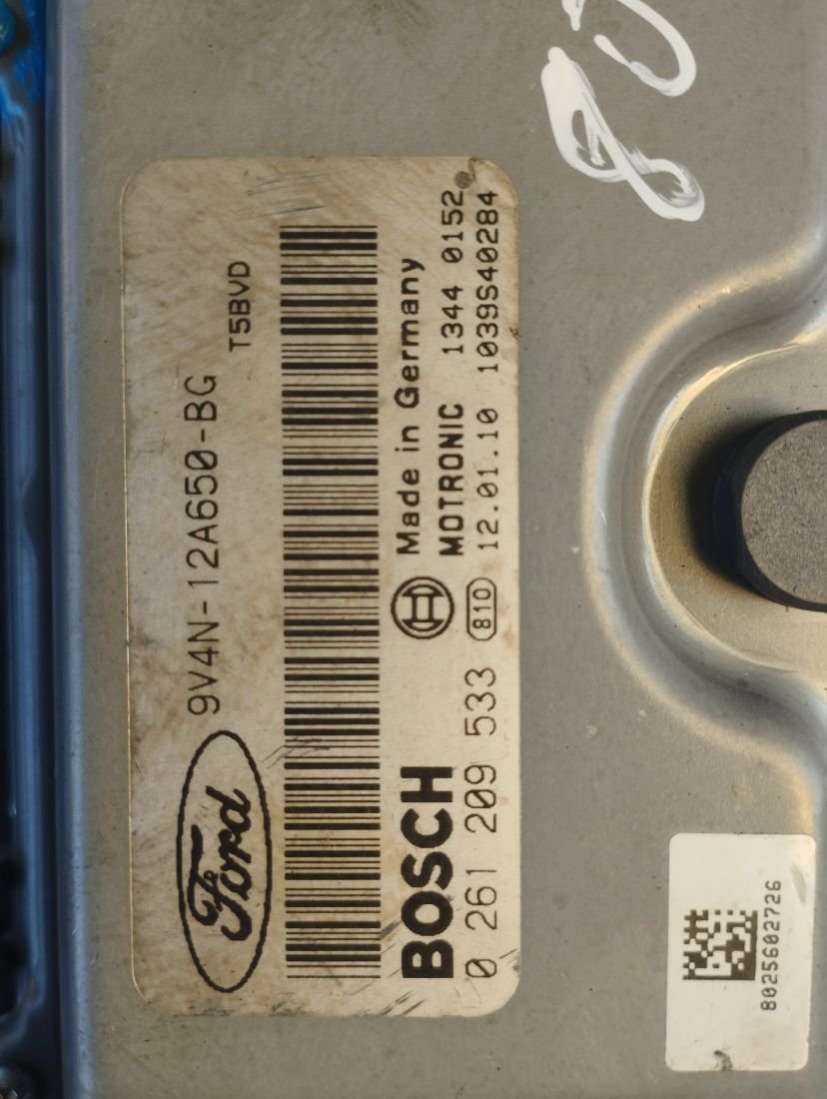 Ford
9V4N-12A650-BG
T5BVD
BOSCH
Made in Germany
MOTRONIC
1344 0152
0 261 209 533
810
12.01.10
1039S40284
8025602726